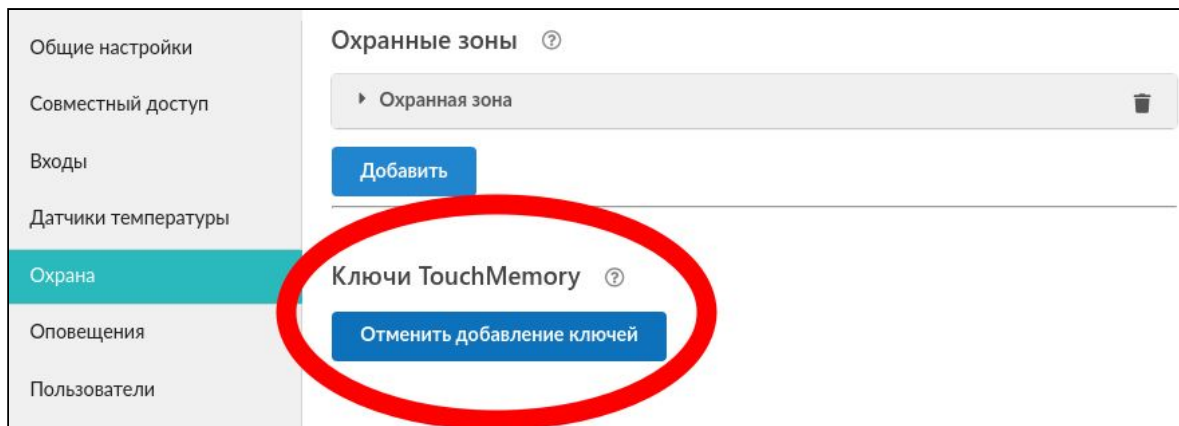 Общие настройки
Совместный доступ
Входы
Датчики температуры
Охрана
Оповещения
Пользователи
Охранные зоны ?
Охранная зона
Добавить
Ключи TouchMemory ?
Отменить добавление ключей